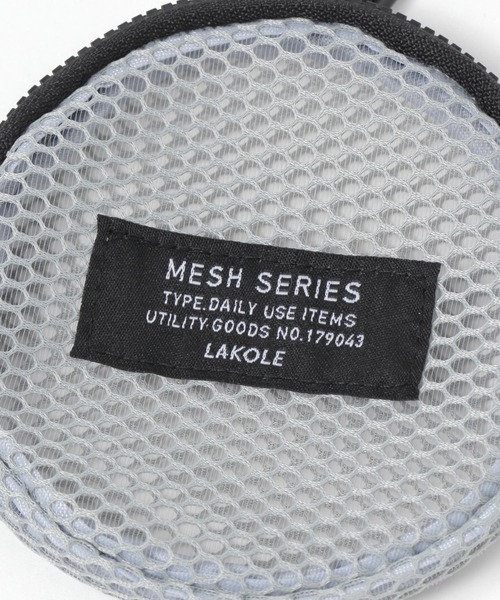 MESH SERIES
TYPE.DAILY USE ITEMS
UTILITY.GOODS NO.179043
LAKOLE